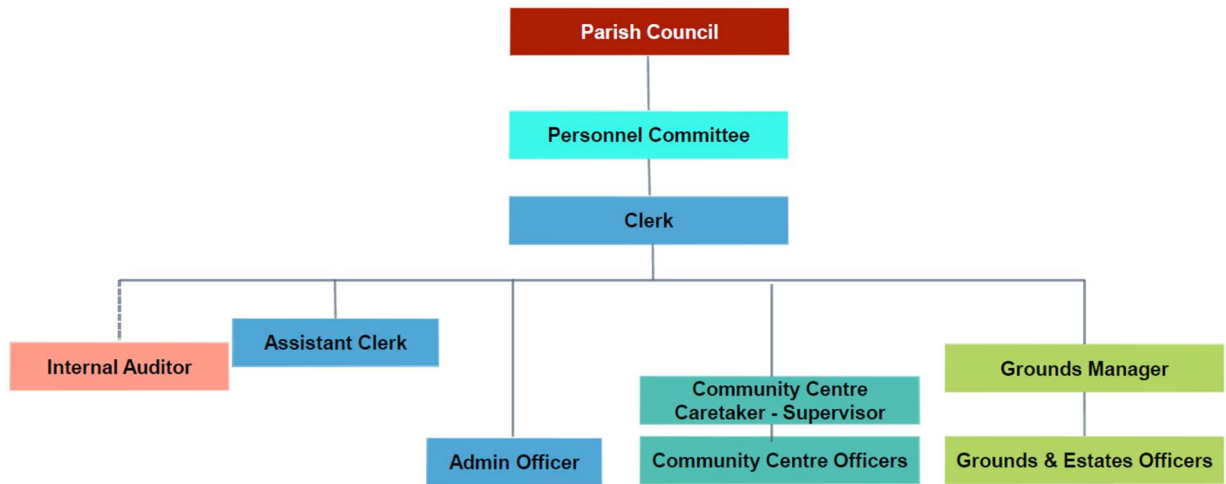 Parish Council
Personnel Committee
Clerk
Assistant Clerk
Internal Auditor
Grounds Manager
Community Centre
Caretaker - Supervisor
Admin Officer
Community Centre Officers
Grounds & Estates Officers